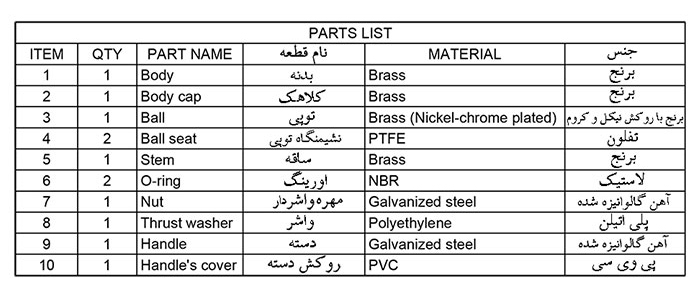 PARTS LIST
ITEM QTY PART NAME نام قطعه MATERIAL جنس
1 1 Body بدنه Brass برنج
2 1 Body cap کلاهک Brass برنج
3 1 Ball توپی Brass (Nickel-chrome plated) برنج با روکش نیکل و کروم
4 2 Ball seat نشیمنگاه توپی PTFE تفلون
5 1 Stem ساقه Brass برنج
6 2 O-ring اورینگ NBR لاستیک
7 1 Nut مهره واشردار Galvanized steel آهن گالوانیزه شده
8 1 Thrust washer واشر Polyethylene پلی اتیلن
9 1 Handle دسته Galvanized steel آهن گالوانیزه شده
10 1 Handle's cover روکش دسته PVC پی وی سی